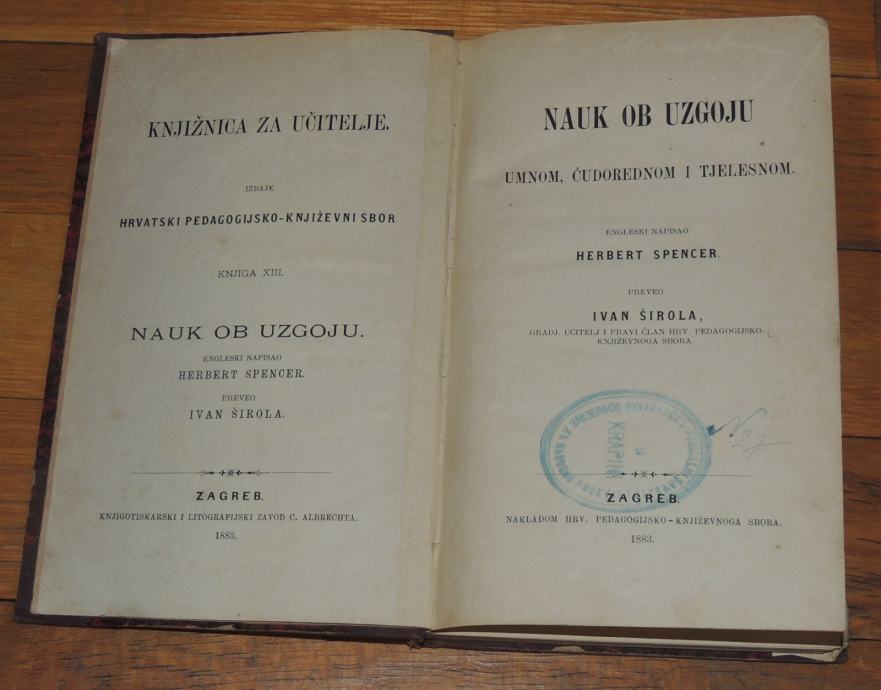 KNJIŽNICA ZA UČITELJE.
IZDAJE
HRVATSKI PEDAGOGIJSKO-KNJIŽEVNI SBOR.
KNJIGA XIII.
NAUK OB UZGOJU.
ENGLESKI NAPISAO
HERBERT SPENCER.
PREVEO
IVAN ŠIROLA.
ZAGREB.
KNJIGOTISKARSKI I LITOGRAFIJSKI ZAVOD C. ALBRECHTA.
1883.
NAUK OB UZGOJU
UMNOM, ĆUDOREDNOM I TJELESNOM.
ENGLESKI NAPISAO
HERBERT SPENCER.
PREVEO
IVAN ŠIROLA,
GRADJ. UČITELJ I PRAVI ČLAN HRV. PEDAGOGIJSKO-
KNJIŽEVNOGA SBORA.
KRAPINI
ZAGREB.
NAKLADOM HRV. PEDAGOGIJSKO-KNJIŽEVNOGA SBORA.
1883.